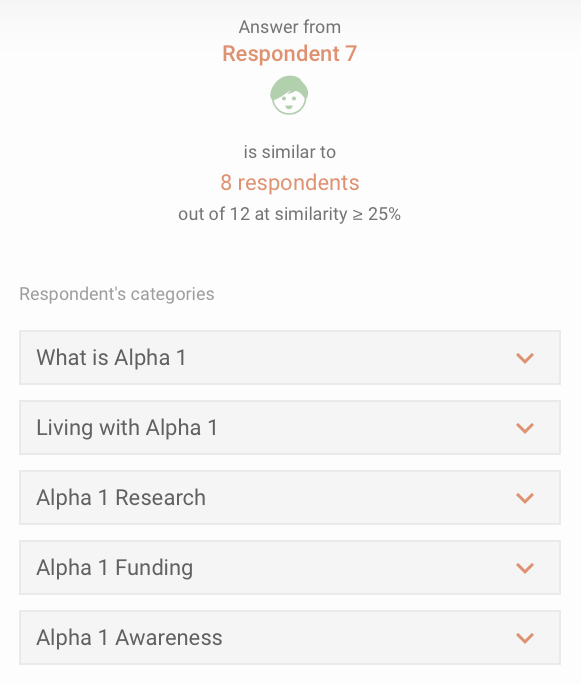 Answer from
Respondent 7
is similar to
8 respondents
out of 12 at similarity ≥ 25%
Respondent's categories
What is Alpha 1
Living with Alpha 1
Alpha 1 Research
Alpha 1 Funding
Alpha 1 Awareness